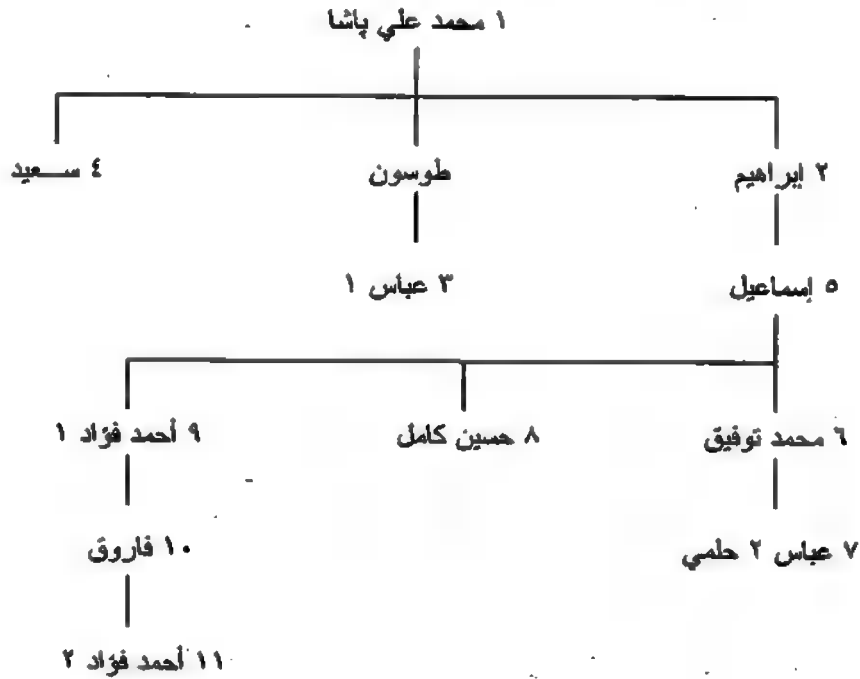 ١ محمد علي باشا
٢ إبراهيم
طوسون
٤ سعيد
٥ إسماعيل
٣ عباس ١
٦ محمد توفيق
٨ حسين كامل
٩ أحمد فؤاد ١
٧ عباس ٢ حلمي
١٠ فاروق
١١ أحمد فؤاد ٢